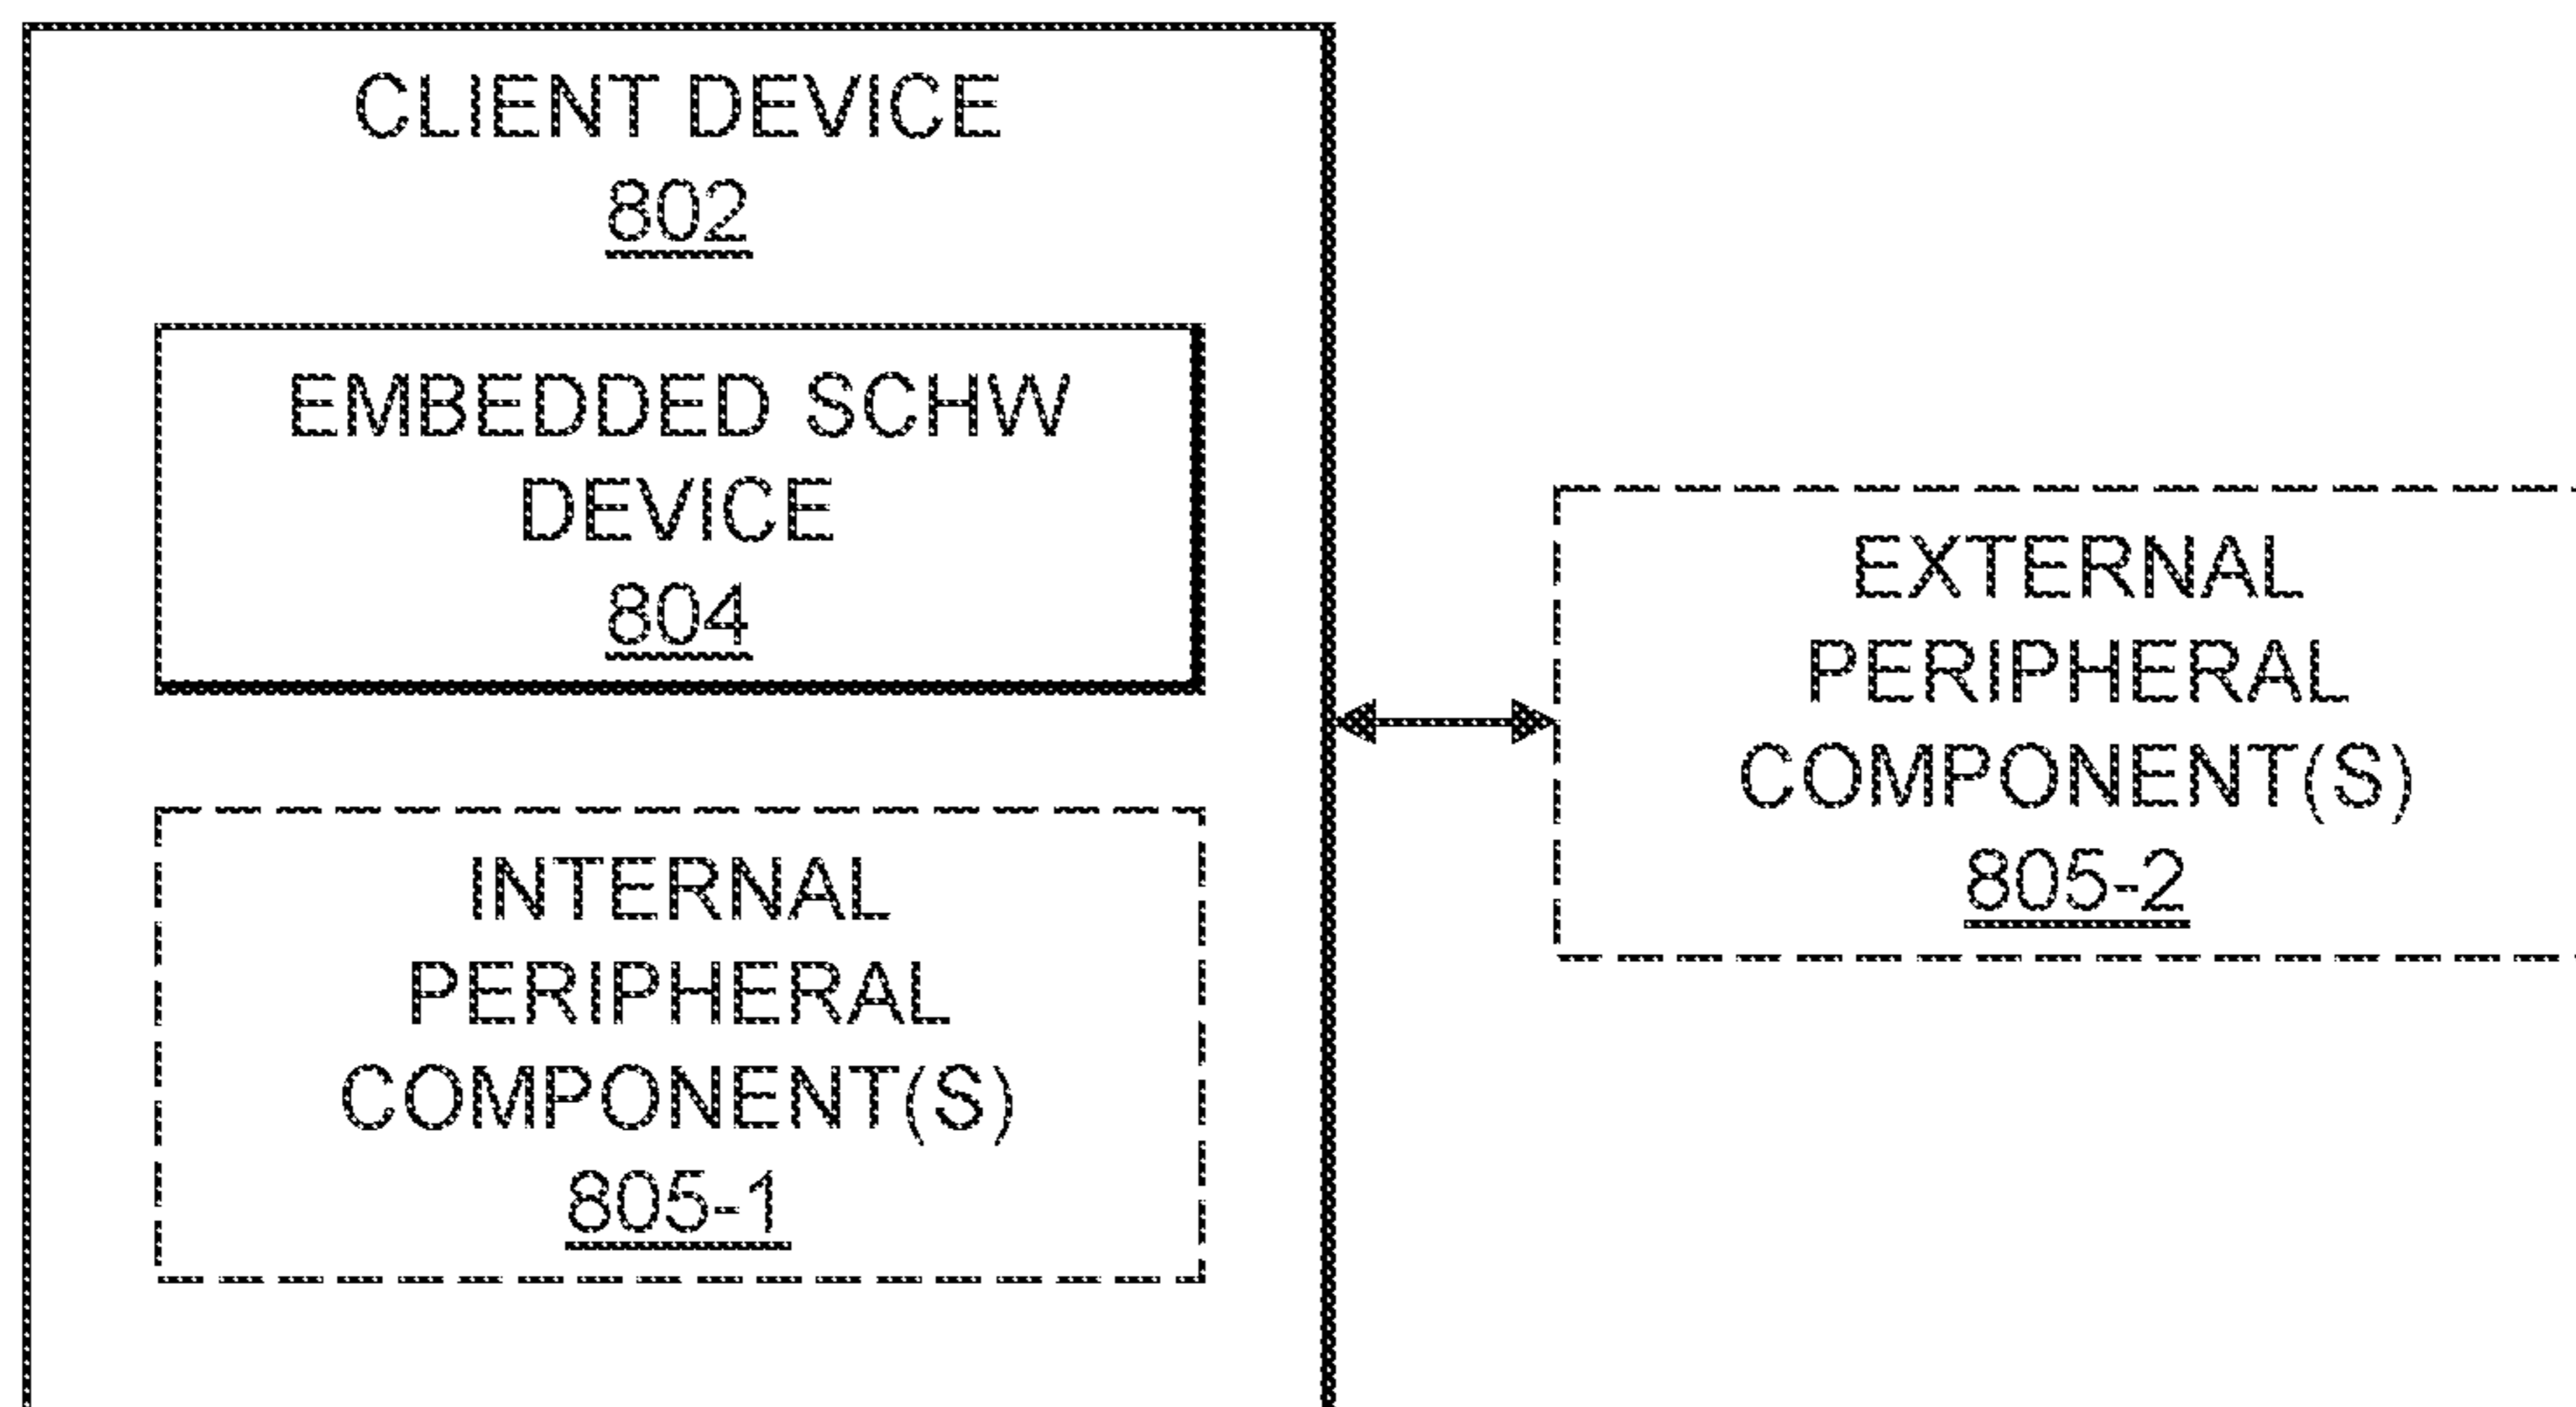 CLIENT DEVICE
802
EMBEDDED SCHW
DEVICE
804
INTERNAL
PERIPHERAL
COMPONENT(S)
805-1
EXTERNAL
PERIPHERAL
COMPONENT(S)
805-2